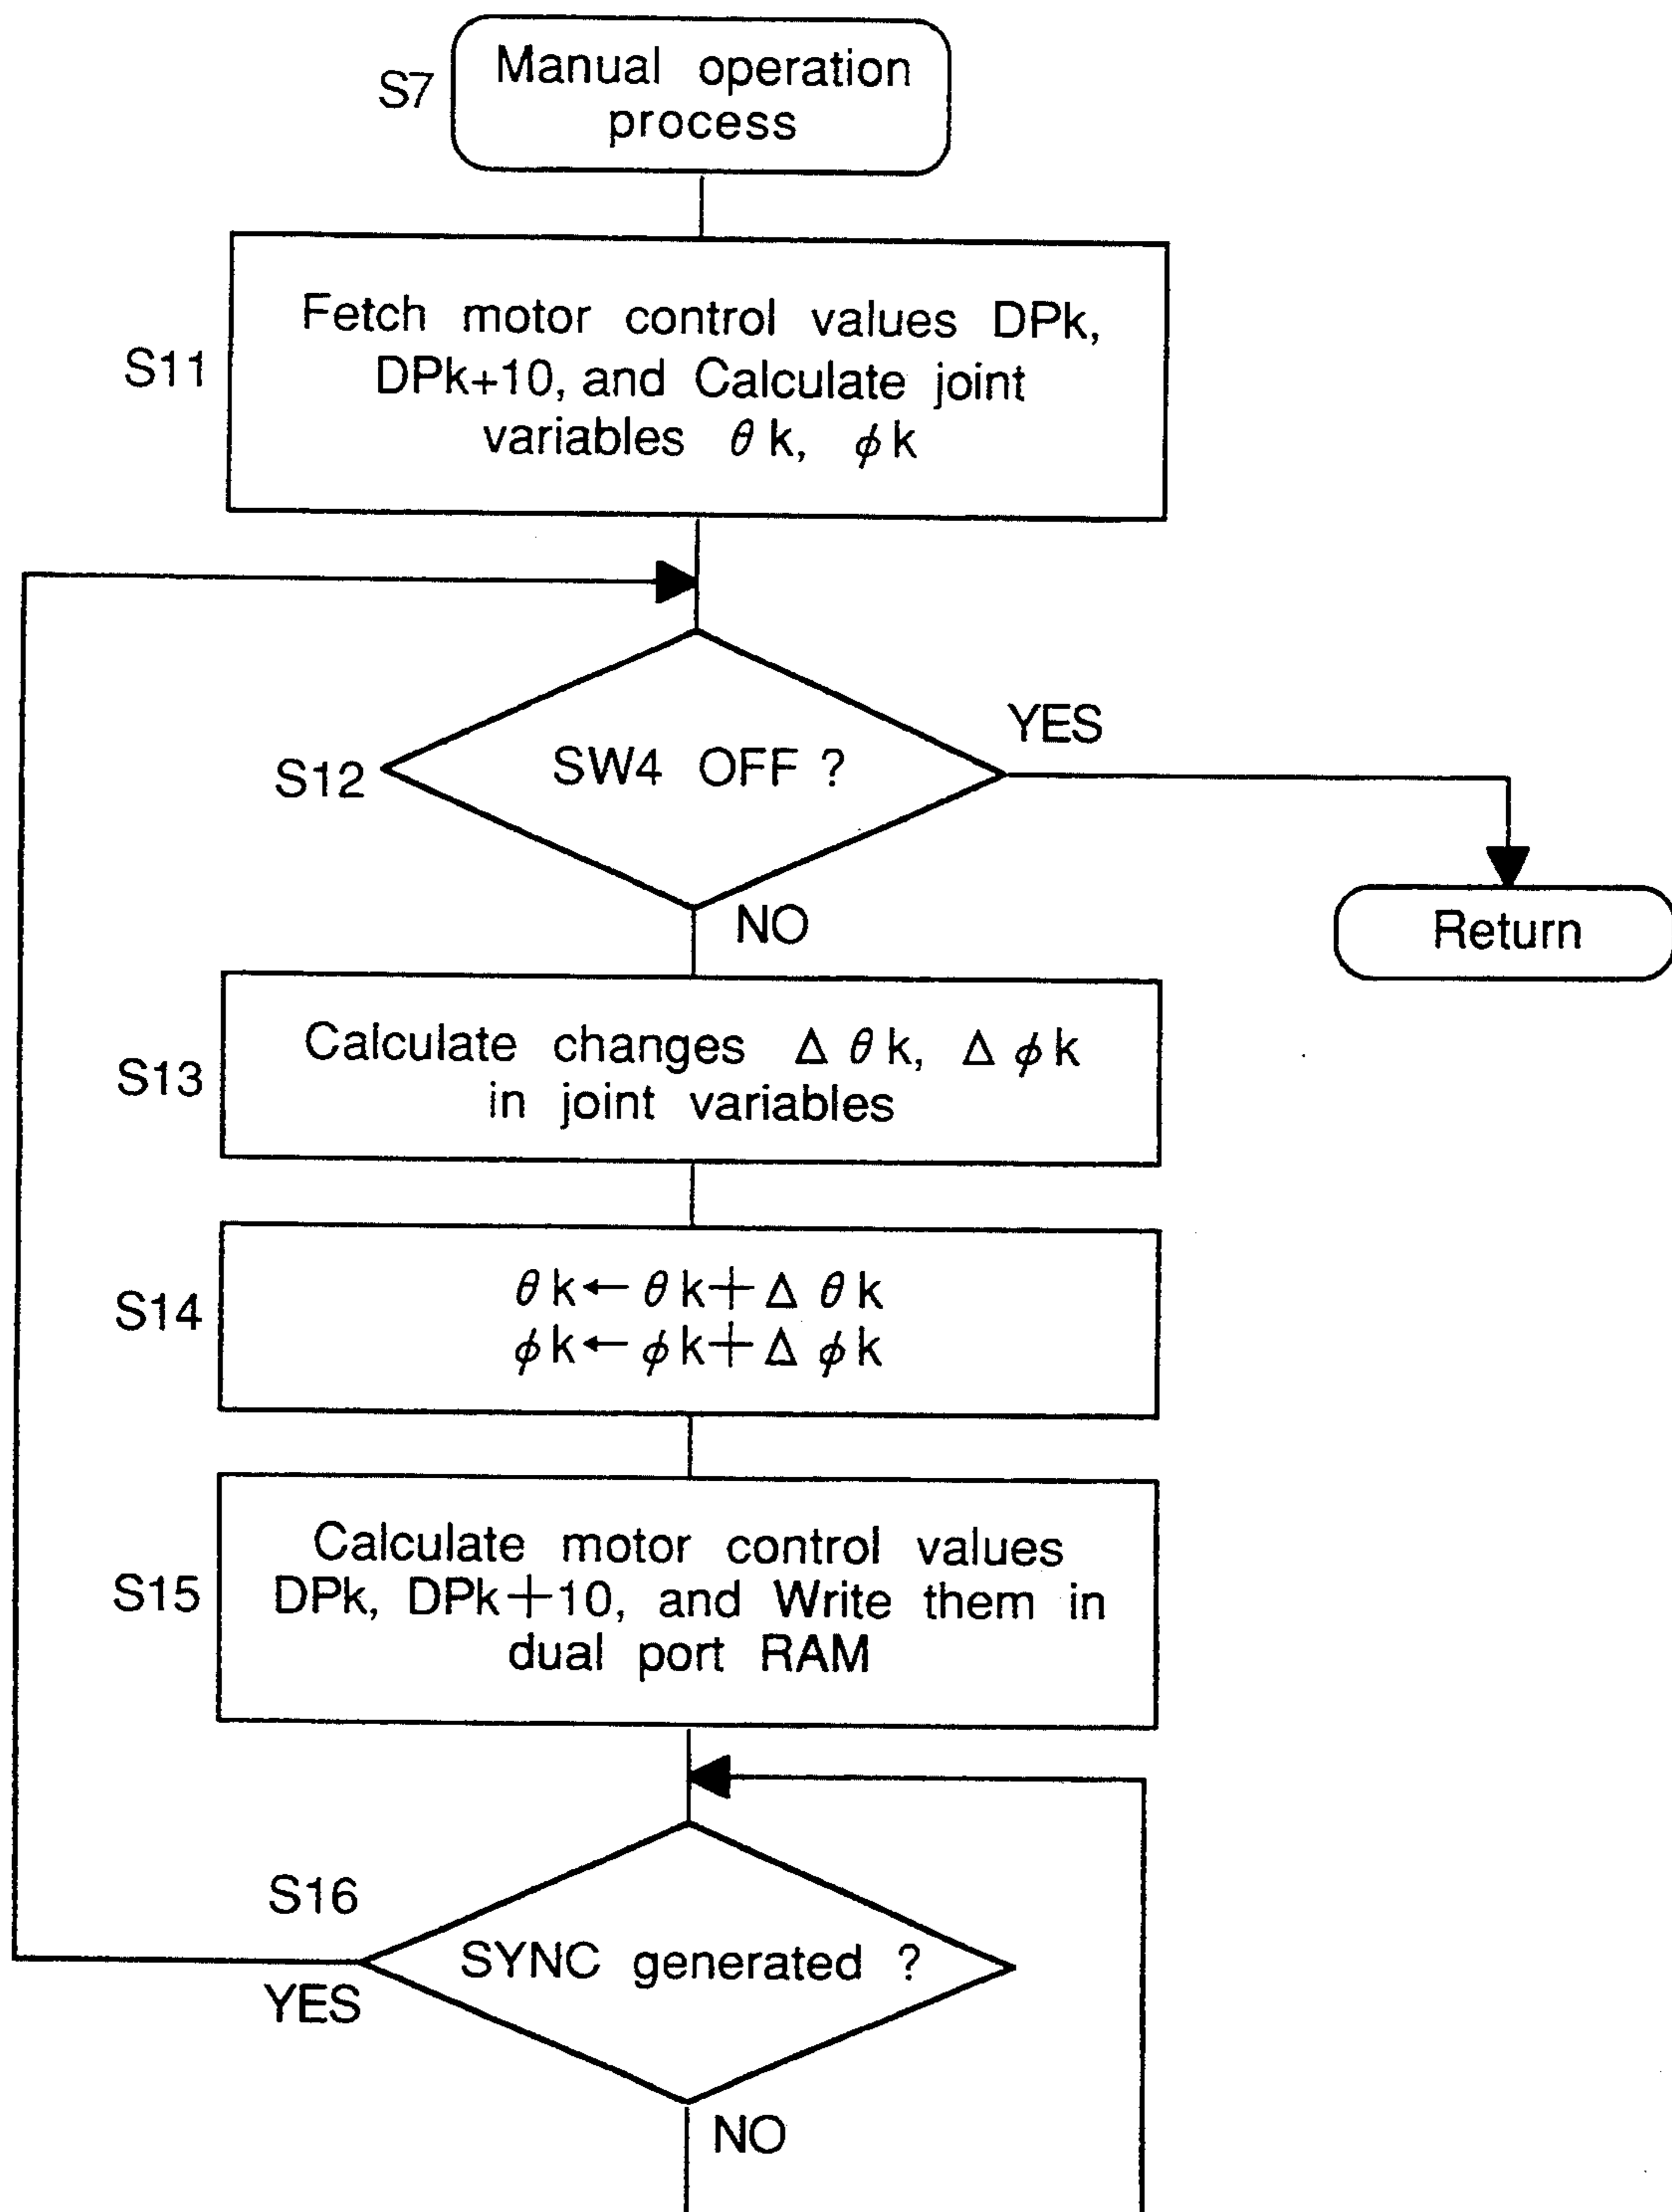 S7
Manual operation
process
S11
Fetch motor control values DPk,
DPk+10, and Calculate joint
variables θk, ϕk
S12
SW4 OFF ?
YES
NO
Return
S13
Calculate changes Δθk, Δϕk
in joint variables
S14
θk←θk+Δθk
ϕk←ϕk+Δϕk
S15
Calculate motor control values
DPk, DPk+10, and Write them in
dual port RAM
S16
SYNC generated ?
YES
NO